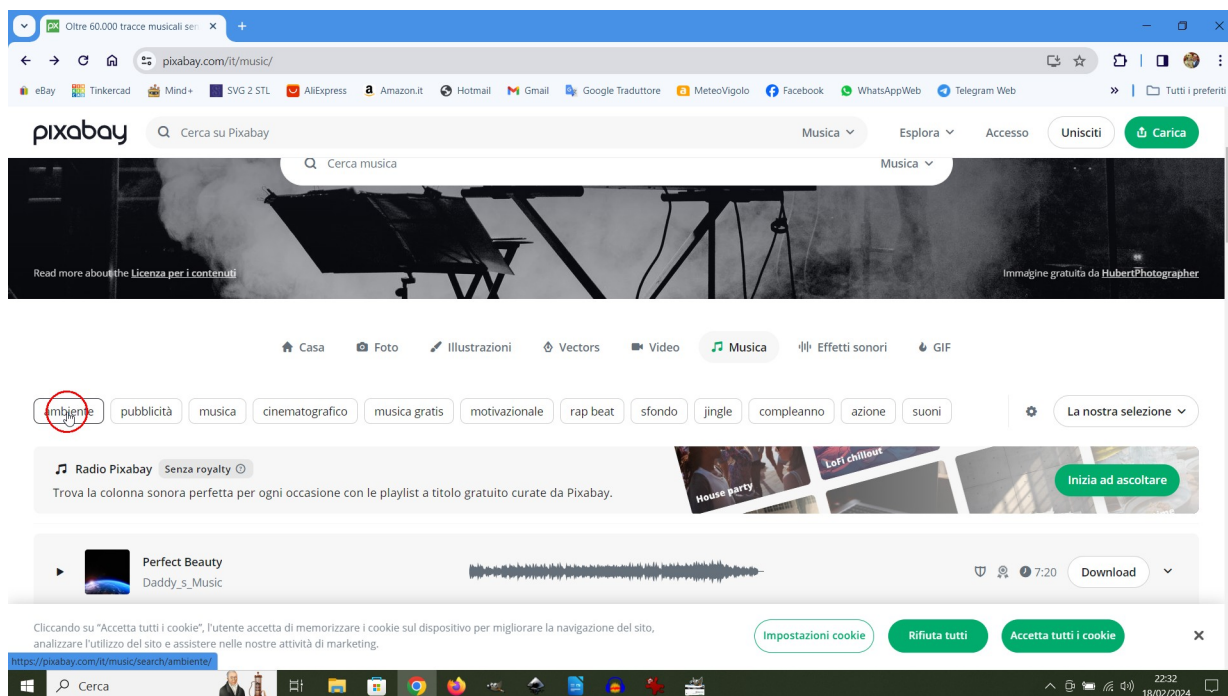 Oltre 60.000 tracce musicali sen
pixabay.com/it/music/
eBay Tinkercad Mind+ SVG 2 STL AliExpress Amazon.it Hotmail Gmail Google Traduttore MeteoVigolo Facebook WhatsAppWeb Telegram Web » Tutti i preferiti
pixabay Cerca su Pixabay Musica Esplora Accesso Unisciti Carica
Cerca musica Musica
Read more about the Licenza per i contenuti Immagine gratuita da HubertPhotographer
Casa Foto Illustrazioni Vectors Video Musica Effetti sonori GIF
ambiente pubblicità musica cinematografico musica gratis motivazionale rap beat sfondo jingle compleanno azione suoni La nostra selezione
Radio Pixabay Senza royalty
Trova la colonna sonora perfetta per ogni occasione con le playlist a titolo gratuito curate da Pixabay.
House party
LoFi chillout
Inizia ad ascoltare
Perfect Beauty
Daddy_s_Music
7:20 Download
Cliccando su "Accetta tutti i cookie", l'utente accetta di memorizzare i cookie sul dispositivo per migliorare la navigazione del sito,
analizzare l'utilizzo del sito e assistere nelle nostre attività di marketing.
Impostazioni cookie Rifiuta tutti Accetta tutti i cookie
https://pixabay.com/it/music/search/ambiente/
Cerca
22:32
18/02/2024